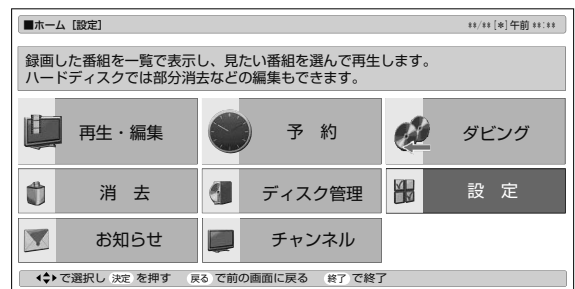 ■ホーム［設定］
**/**[*]午前**:**
録画した番組を一覧で表示し、見たい番組を選んで再生します。
ハードディスクでは部分消去などの編集もできます。
再生・編集
予 約
ダビング
消 去
ディスク管理
設 定
お知らせ
チャンネル
で選択し 決定 を押す 戻る で前の画面に戻る 終了 で終了